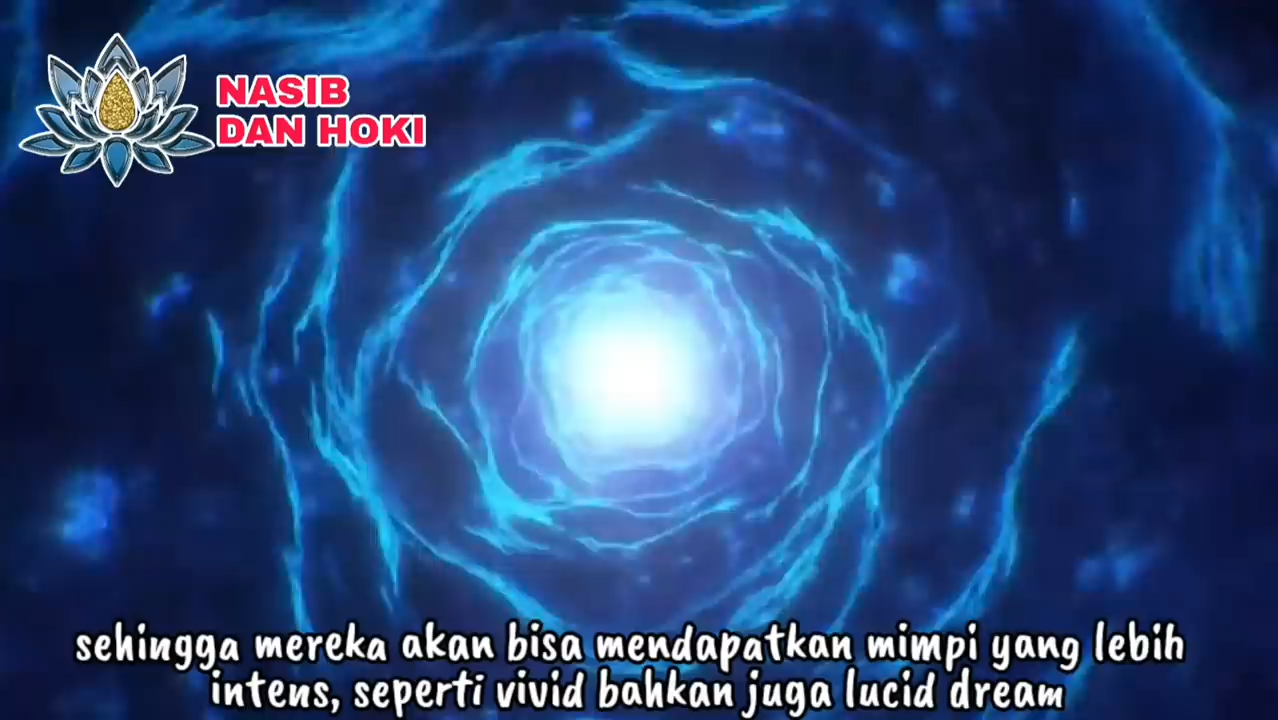 NASIB
DAN HOKI
sehingga mereka akan bisa mendapatkan mimpi yang lebih
intens, seperti vivid bahkan juga lucid dream